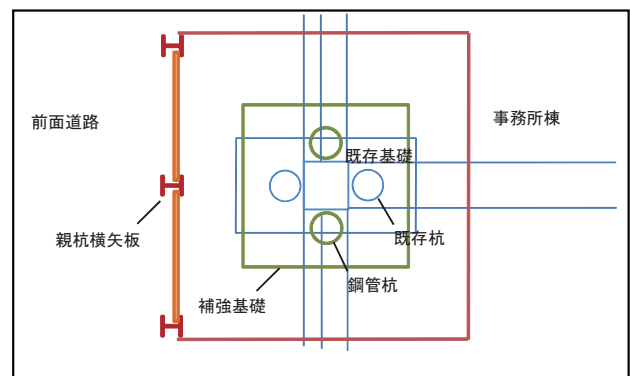 事務所棟
前面道路
既存基礎
親杭横矢板
既存杭
鋼管杭
補強基礎